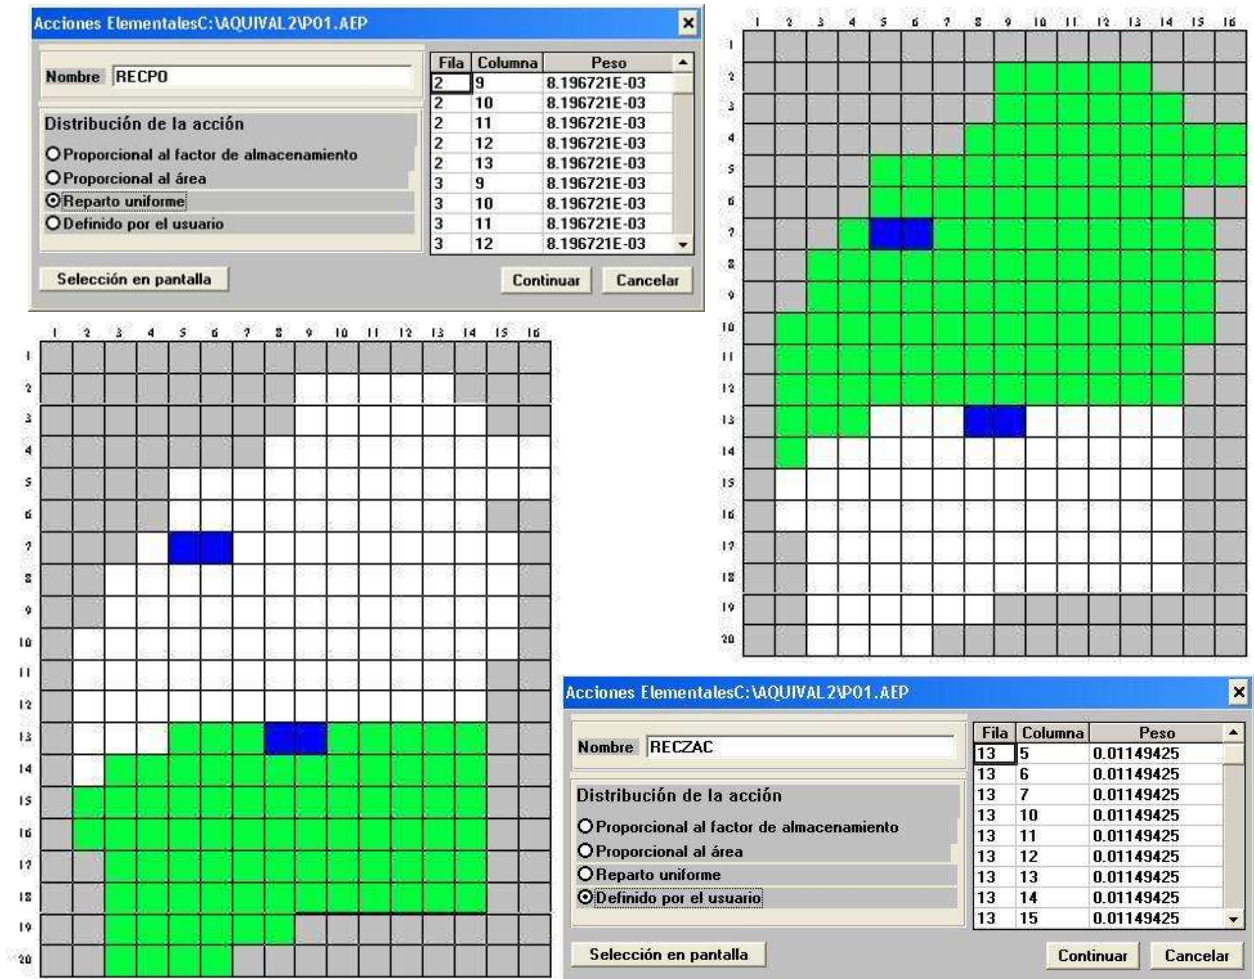 Acciones ElementalesC:\AQUIVAL2\P01.AEP
Nombre RECPO
Distribución de la acción
Proporcional al factor de almacenamiento
Proporcional al área
Reparto uniforme
Definido por el usuario
Selección en pantalla
Continuar Cancelar
Fila Columna Peso
2 9 8.196721E-03
2 10 8.196721E-03
2 11 8.196721E-03
2 12 8.196721E-03
2 13 8.196721E-03
3 9 8.196721E-03
3 10 8.196721E-03
3 11 8.196721E-03
3 12 8.196721E-03
1 2 3 4 5 6 7 8 9 10 11 12 13 14 15 16
1
2
3
4
5
6
7
8
9
10
11
12
13
14
15
16
17
18
19
20
1 2 3 4 5 6 7 8 9 10 11 12 13 14 15 16
1
2
3
4
5
6
7
8
9
10
11
12
13
14
15
16
17
18
19
20
Acciones ElementalesC:\AQUIVAL2\P01.AEP
Nombre RECZAC
Distribución de la acción
Proporcional al factor de almacenamiento
Proporcional al área
Reparto uniforme
Definido por el usuario
Selección en pantalla
Continuar Cancelar
Fila Columna Peso
13 5 0.01149425
13 6 0.01149425
13 7 0.01149425
13 10 0.01149425
13 11 0.01149425
13 12 0.01149425
13 13 0.01149425
13 14 0.01149425
13 15 0.01149425